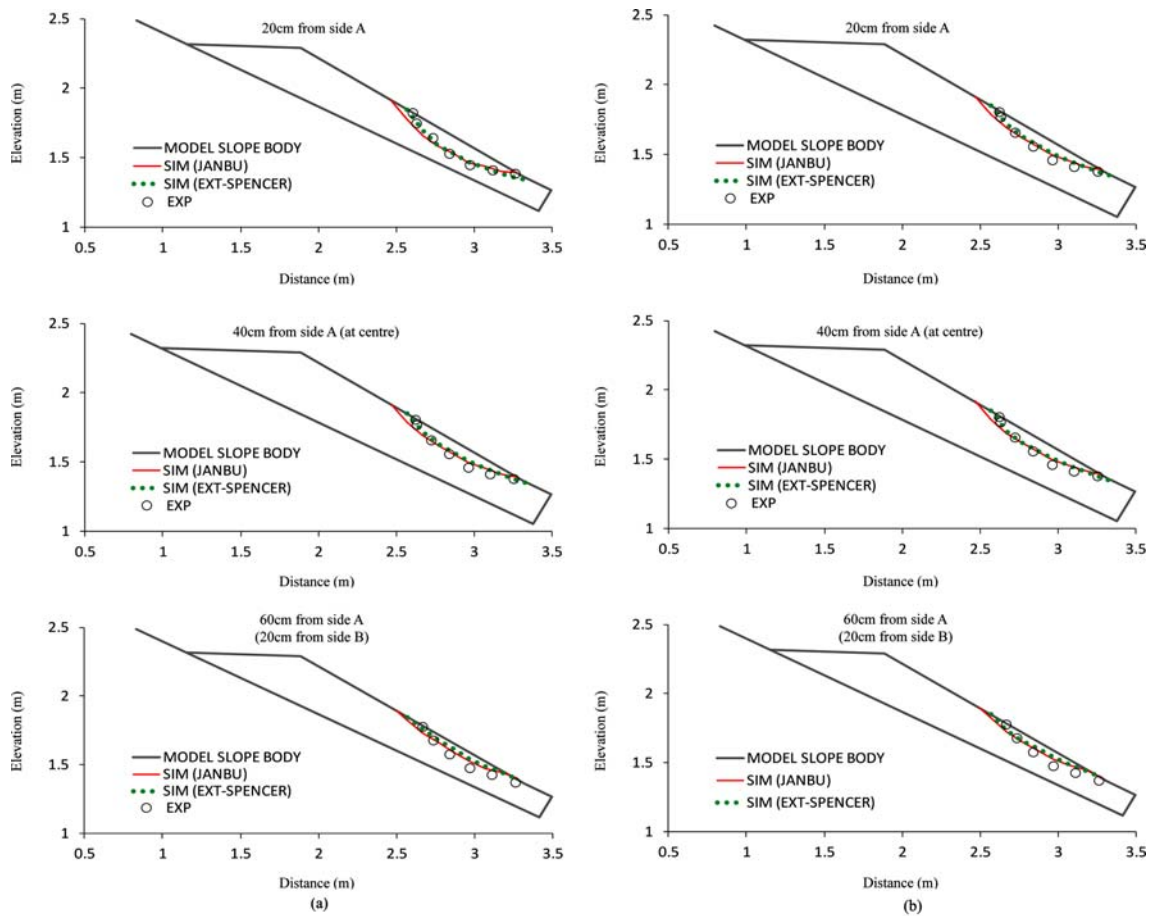 20cm from side A
Elevation (m)
2.5
2
1.5
1
MODEL SLOPE BODY
SIM (JANBU)
SIM (EXT-SPENCER)
EXP
0.5
1
1.5
2
2.5
3
3.5
Distance (m)
20cm from side A
Elevation (m)
2.5
2
1.5
1
MODEL SLOPE BODY
SIM (JANBU)
SIM (EXT-SPENCER)
EXP
0.5
1
1.5
2
2.5
3
3.5
Distance (m)
40cm from side A (at centre)
Elevation (m)
2.5
2
1.5
1
MODEL SLOPE BODY
SIM (JANBU)
SIM (EXT-SPENCER)
EXP
0.5
1
1.5
2
2.5
3
3.5
Distance (m)
40cm from side A (at centre)
Elevation (m)
2.5
2
1.5
1
MODEL SLOPE BODY
SIM (JANBU)
SIM (EXT-SPENCER)
EXP
0.5
1
1.5
2
2.5
3
3.5
Distance (m)
60cm from side A
(20cm from side B)
Elevation (m)
2.5
2
1.5
1
MODEL SLOPE BODY
SIM (JANBU)
SIM (EXT-SPENCER)
EXP
0.5
1
1.5
2
2.5
3
3.5
Distance (m)
(a)
60cm from side A
(20cm from side B)
Elevation (m)
2.5
2
1.5
1
MODEL SLOPE BODY
SIM (JANBU)
SIM (EXT-SPENCER)
0.5
1
1.5
2
2.5
3
3.5
Distance (m)
(b)